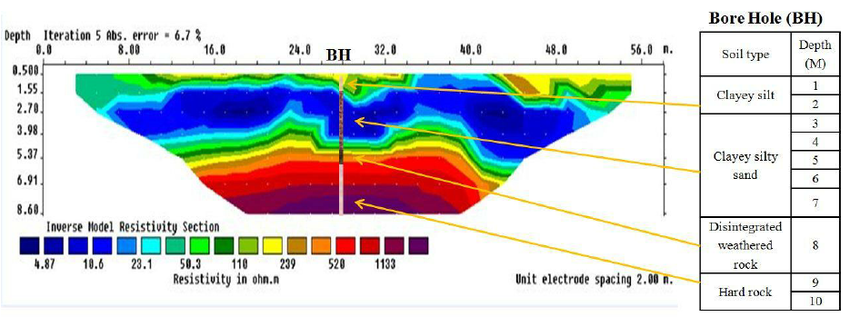 Bore Hole (BH)
Depth Iteration 5 Abs. error = 6.7 %
0.0 8.00 16.0 24.0 32.0 40.0 48.0 56.0 m.
BH
0.500
1.55
2.70
3.98
5.37
6.91
8.60
Inverse Model Resistivity Section
4.87 10.6 23.1 50.3 110 239 520 1133
Resistivity in ohm.m
Unit electrode spacing 2.00 m.
Soil type
Depth
(M)
Clayey silt
1
2
Clayey silty
sand
3
4
5
6
7
Disintegrated
weathered
rock
8
Hard rock
9
10